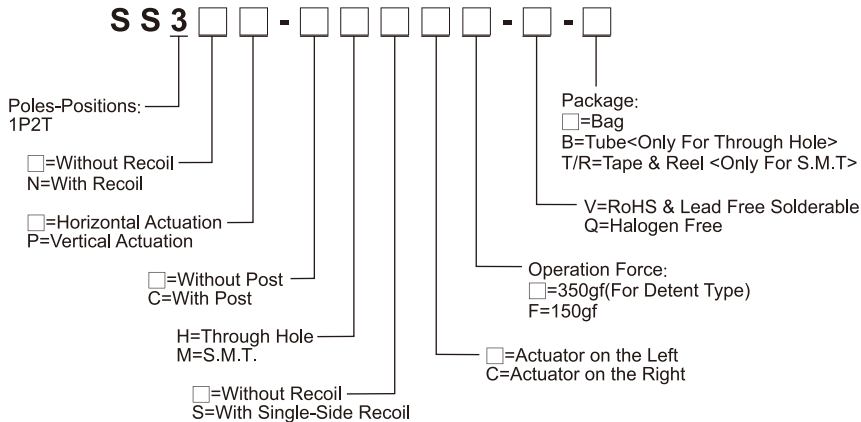 SS3□□-□□□□□-□-□
Poles-Positions:
1P2T
□=Without Recoil
N=With Recoil
□=Horizontal Actuation
P=Vertical Actuation
□=Without Post
C=With Post
H=Through Hole
M=S.M.T.
□=Without Recoil
S=With Single-Side Recoil
Package:
□=Bag
B=Tube<Only For Through Hole>
T/R=Tape & Reel <Only For S.M.T>
V=RoHS & Lead Free Solderable
Q=Halogen Free
Operation Force:
□=350gf(For Detent Type)
F=150gf
□=Actuator on the Left
C=Actuator on the Right